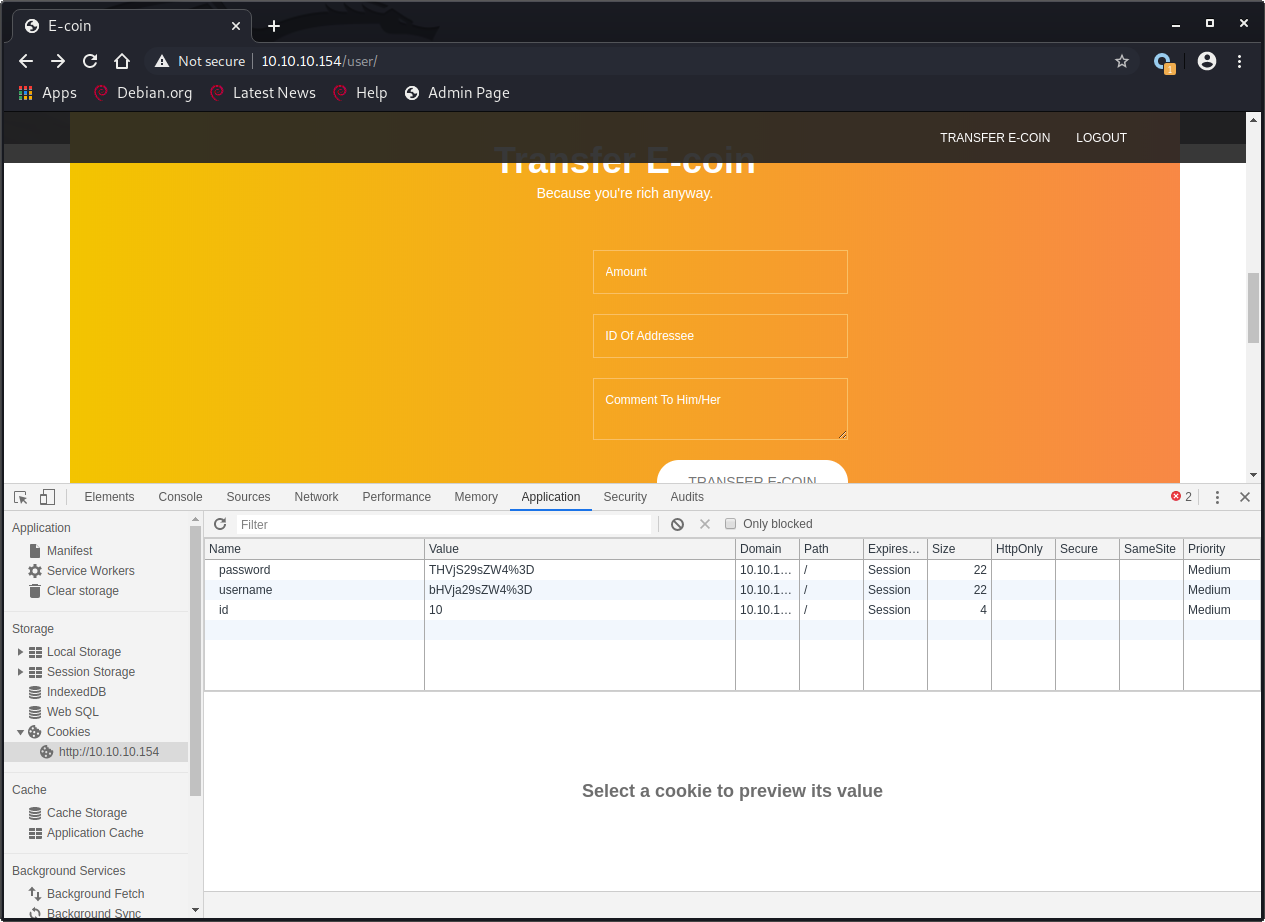 E-coin
Not secure
10.10.10.154/user/
1
Apps
Debian.org
Latest News
Help
Admin Page
TRANSFER E-COIN
LOGOUT
Transfer E-coin
Because you're rich anyway.
Amount
ID Of Addressee
Comment To Him/Her
TRANSFER E-COIN
Elements Console Sources Network Performance Memory Application Security Audits 2
Application
Manifest
Service Workers
Clear storage
Storage
Local Storage
Session Storage
IndexedDB
Web SQL
Cookies
http://10.10.10.154
Cache
Cache Storage
Application Cache
Background Services
Background Fetch
Background Sync
Filter
Only blocked
Name Value Domain Path Expires… Size HttpOnly Secure SameSite Priority
password THVjS29sZW4%3D 10.10.1… / Session 22 Medium
username bHVja29sZW4%3D 10.10.1… / Session 22 Medium
id 10 10.10.1… / Session 4 Medium
Select a cookie to preview its value